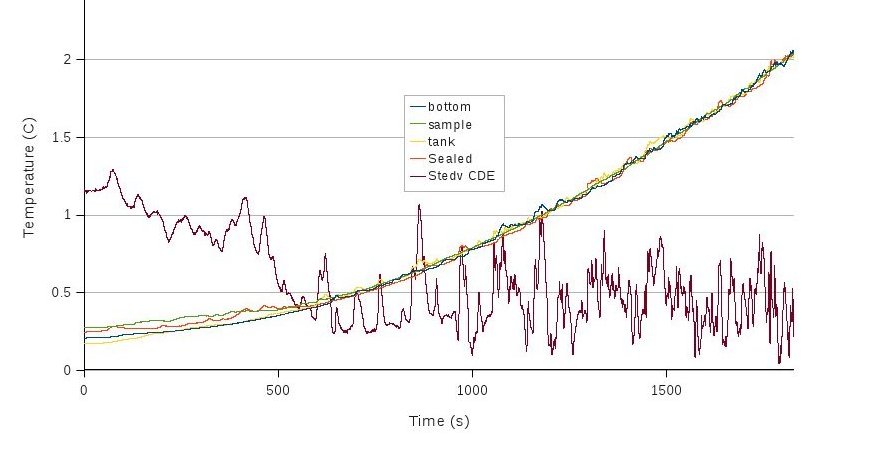 2
1.5
1
0.5
0
0
500
1000
1500
Temperature (C)
Time (s)
bottom
sample
tank
Sealed
Stedv CDE